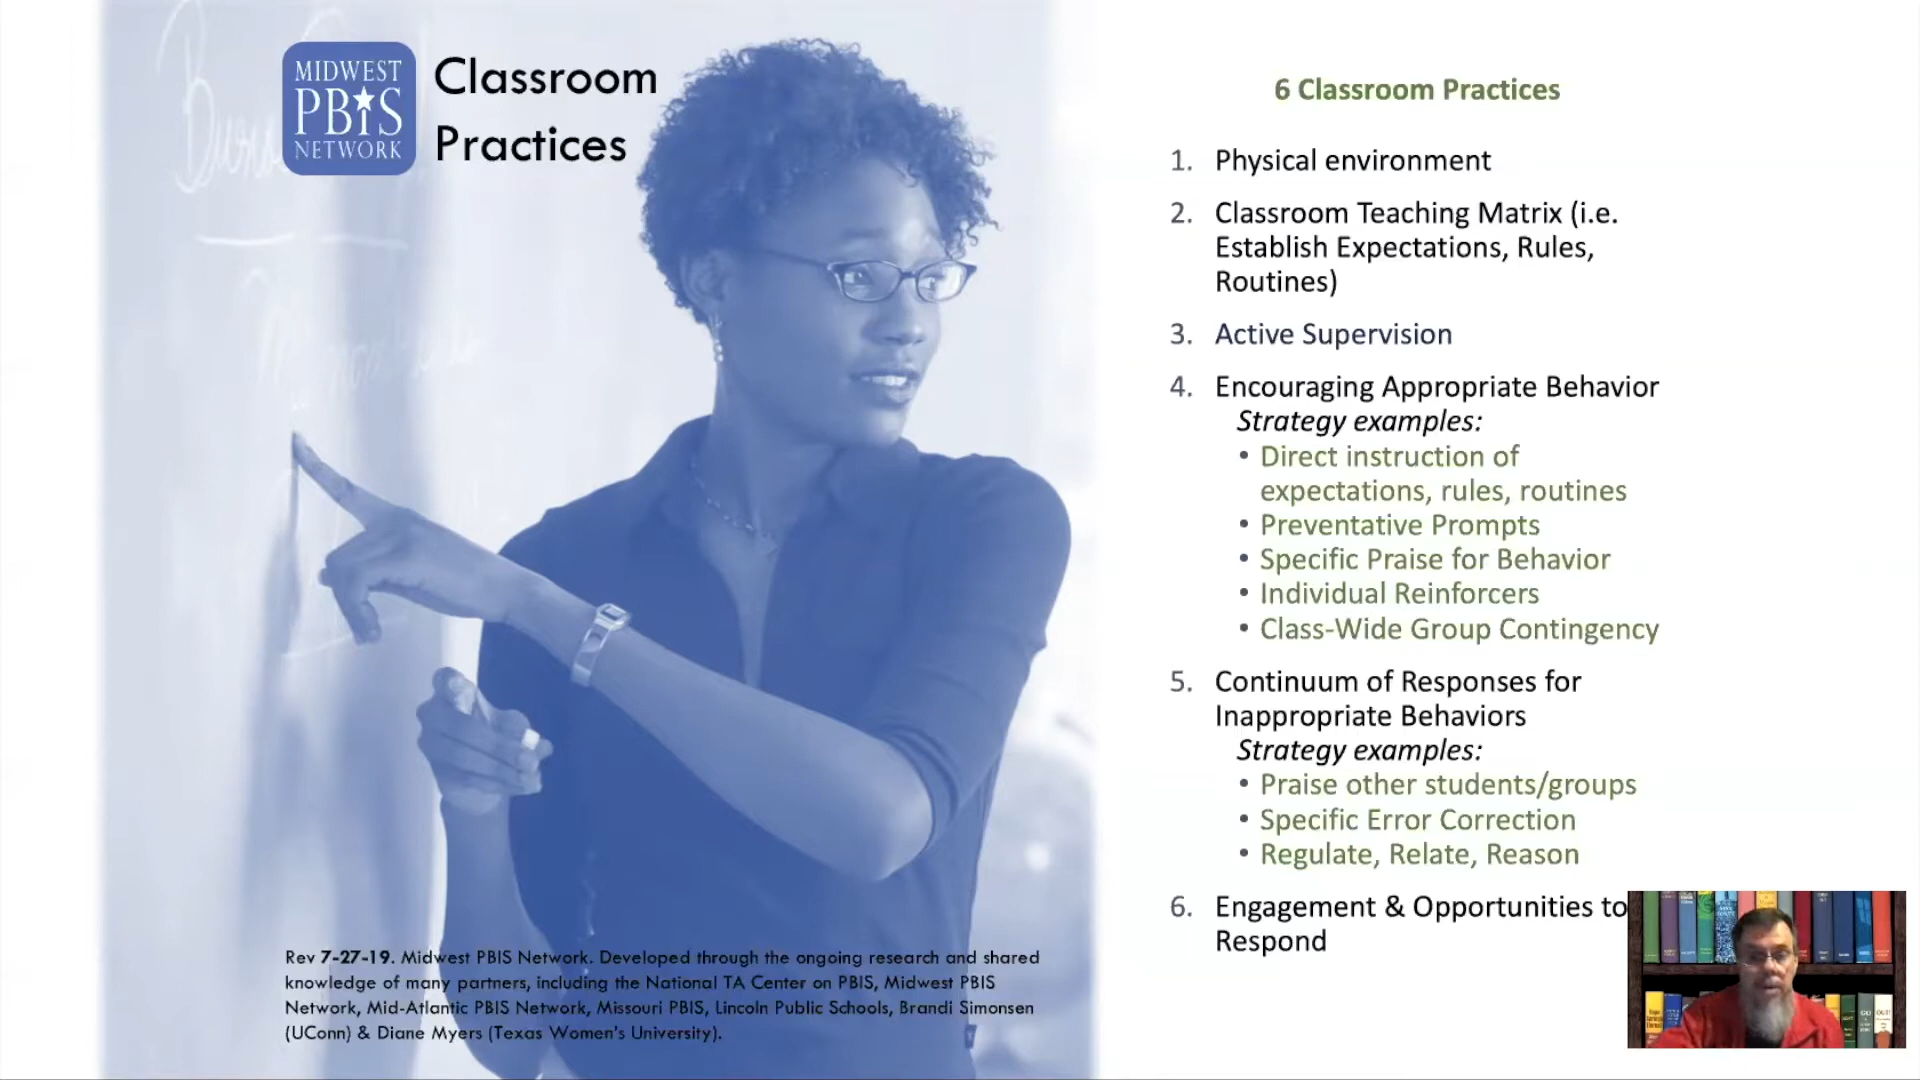 MIDWEST
PBIS
NETWORK
Classroom
Practices
6 Classroom Practices
1. Physical environment
2. Classroom Teaching Matrix (i.e.
Establish Expectations, Rules,
Routines)
3. Active Supervision
4. Encouraging Appropriate Behavior
Strategy examples:
• Direct instruction of
expectations, rules, routines
• Preventative Prompts
• Specific Praise for Behavior
• Individual Reinforcers
• Class-Wide Group Contingency
5. Continuum of Responses for
Inappropriate Behaviors
Strategy examples:
• Praise other students/groups
• Specific Error Correction
• Regulate, Relate, Reason
6. Engagement & Opportunities to
Respond
Rev 7-27-19. Midwest PBIS Network. Developed through the ongoing research and shared
knowledge of many partners, including the National TA Center on PBIS, Midwest PBIS
Network, Mid-Atlantic PBIS Network, Missouri PBIS, Lincoln Public Schools, Brandi Simonsen
(UConn) & Diane Myers (Texas Women's University).